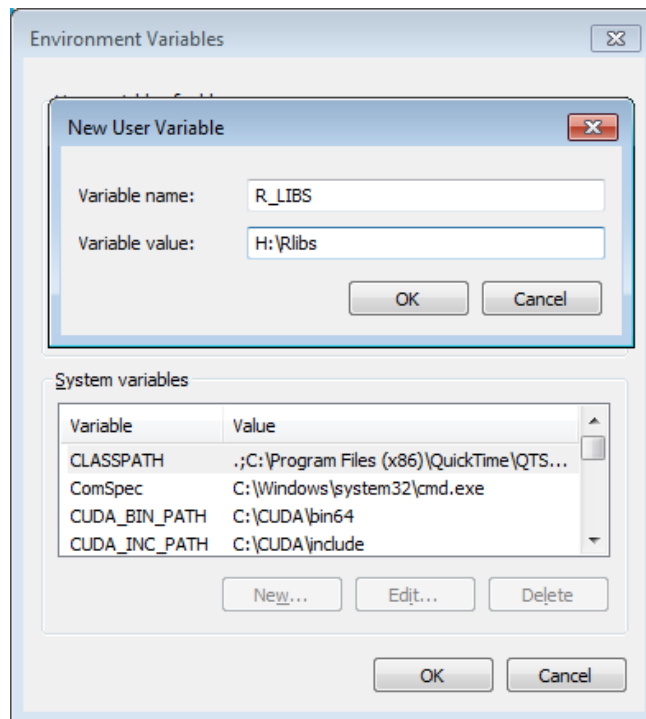 Environment Variables
New User Variable
Variable name: R_LIBS
Variable value: H:\Rlibs
OK Cancel
System variables
Variable Value
CLASSPATH .;C:\Program Files (x86)\QuickTime\QTS...
ComSpec C:\Windows\system32\cmd.exe
CUDA_BIN_PATH C:\CUDA\bin64
CUDA_INC_PATH C:\CUDA\include
New... Edit... Delete
OK Cancel